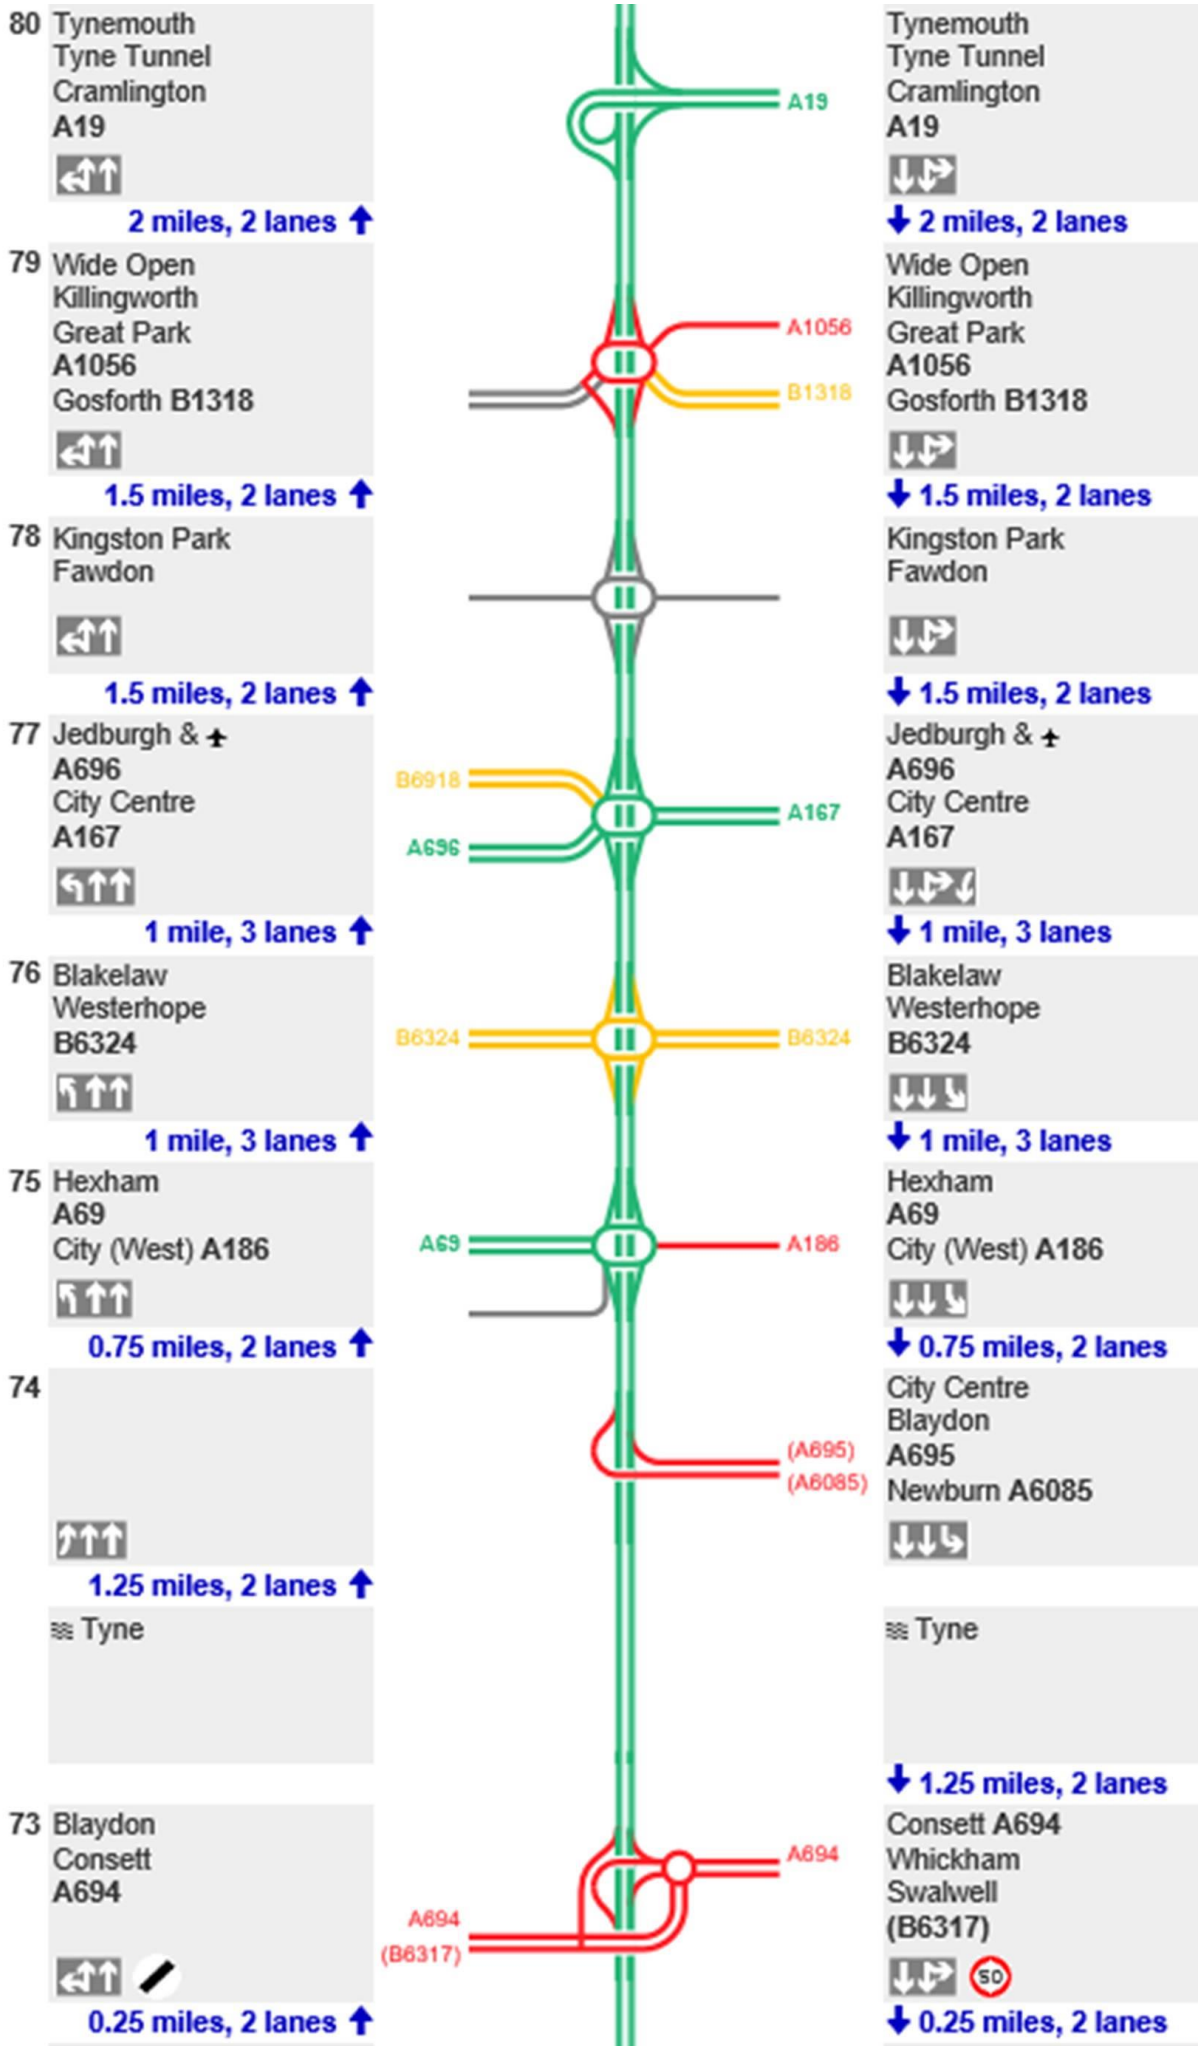 80 Tynemouth
Tyne Tunnel
Cramlington
A19
2 miles, 2 lanes
A19
Tynemouth
Tyne Tunnel
Cramlington
A19
2 miles, 2 lanes
79 Wide Open
Killingworth
Great Park
A1056
Gosforth B1318
1.5 miles, 2 lanes
A1056
B1318
Wide Open
Killingworth
Great Park
A1056
Gosforth B1318
1.5 miles, 2 lanes
78 Kingston Park
Fawdon
1.5 miles, 2 lanes
Kingston Park
Fawdon
1.5 miles, 2 lanes
77 Jedburgh &
A696
City Centre
A167
1 mile, 3 lanes
B6918
A696
A167
Jedburgh &
A696
City Centre
A167
1 mile, 3 lanes
76 Blakelaw
Westerhope
B6324
1 mile, 3 lanes
B6324
B6324
Blakelaw
Westerhope
B6324
1 mile, 3 lanes
75 Hexham
A69
City (West) A186
0.75 miles, 2 lanes
A69
A186
Hexham
A69
City (West) A186
0.75 miles, 2 lanes
74
1.25 miles, 2 lanes
(A695)
(A6085)
City Centre
Blaydon
A695
Newburn A6085
Tyne
Tyne
1.25 miles, 2 lanes
73 Blaydon
Consett
A694
0.25 miles, 2 lanes
A694
A694
(B6317)
Consett A694
Whickham
Swalwell
(B6317)
50
0.25 miles, 2 lanes